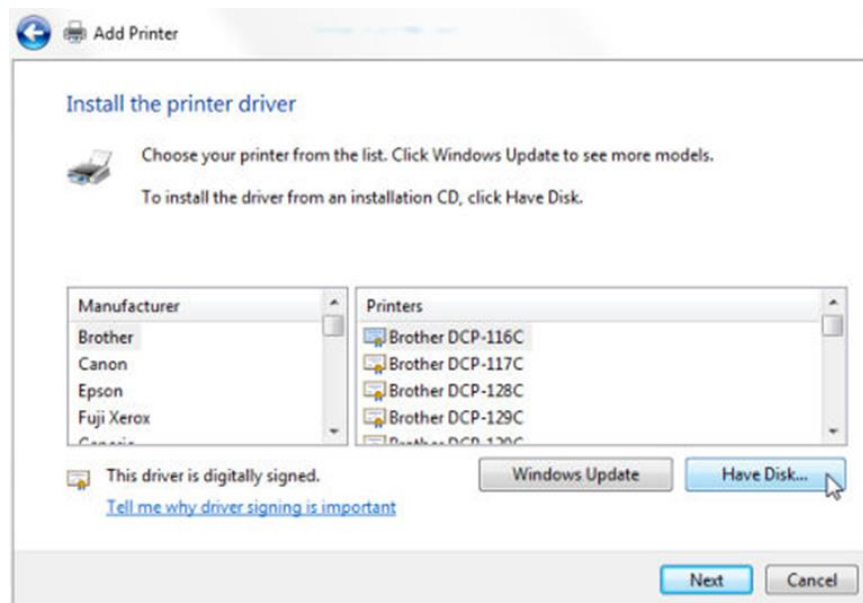 Add Printer
Install the printer driver
Choose your printer from the list. Click Windows Update to see more models.
To install the driver from an installation CD, click Have Disk.
Manufacturer
Brother
Canon
Epson
Fuji Xerox
Printers
Brother DCP-116C
Brother DCP-117C
Brother DCP-128C
Brother DCP-129C
This driver is digitally signed.
Tell me why driver signing is important
Windows Update
Have Disk...
Next
Cancel